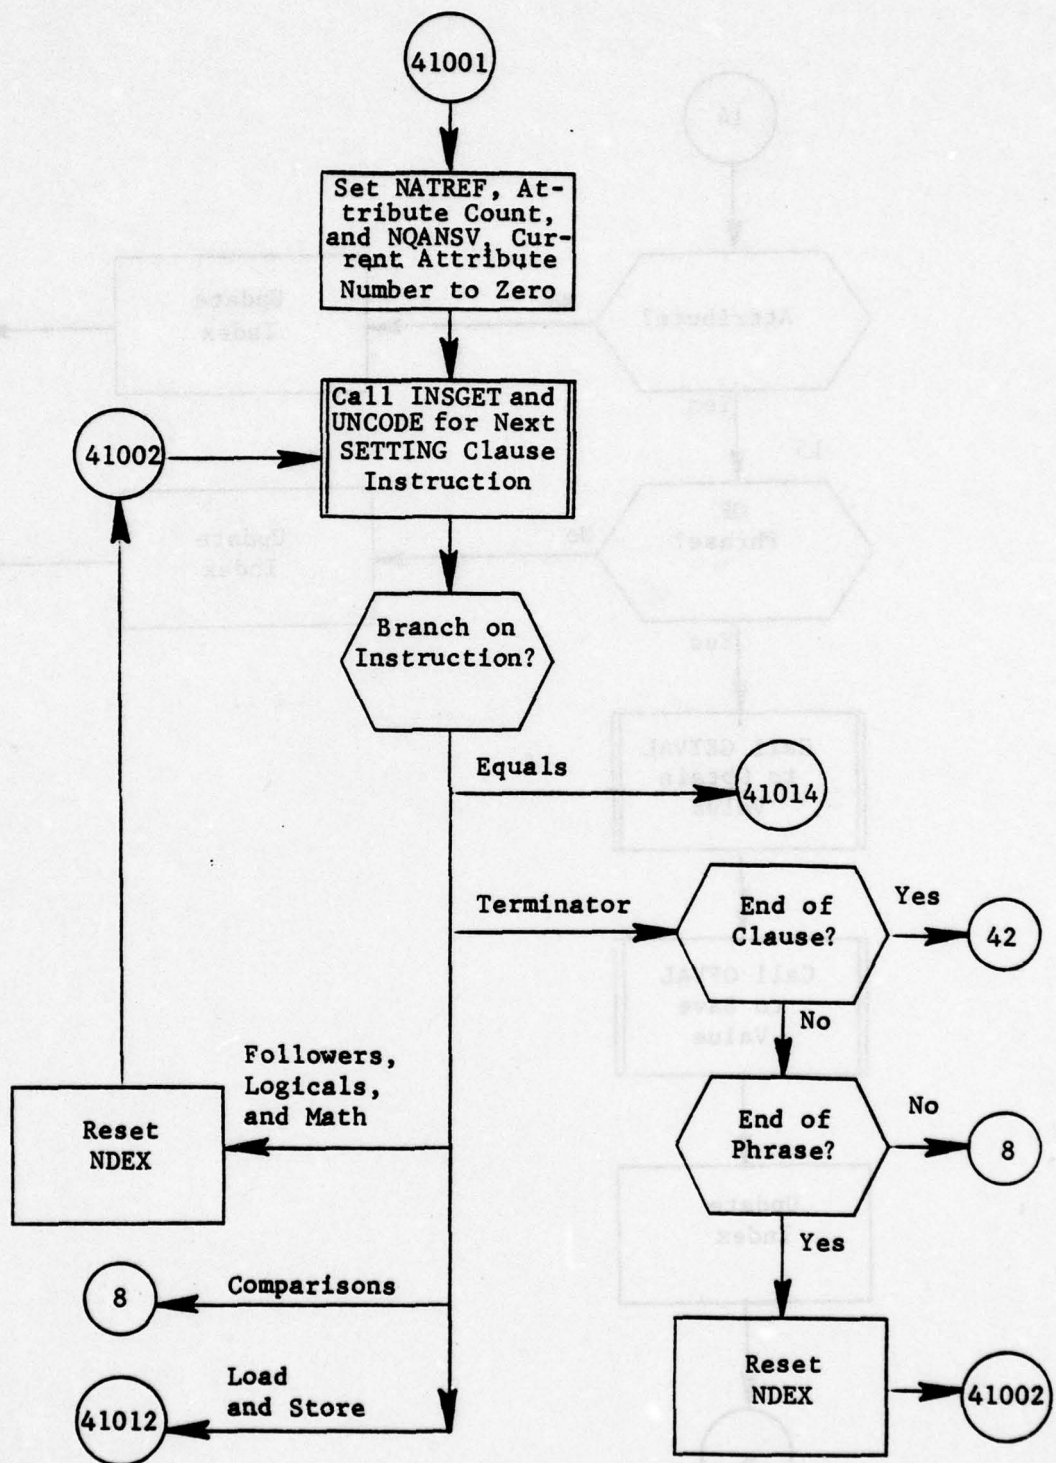 41001
Set NATREF, At-
tribute Count,
and NQANSV, Cur-
rent Attribute
Number to Zero
Call INSGET and
UNCODE for Next
SETTING Clause
Instruction
41002
Branch on
Instruction?
Equals
41014
Terminator
End of
Clause?
Yes
42
No
Followers,
Logicals,
and Math
Reset
NDEX
End of
Phrase?
No
8
Yes
Comparisons
8
Load
and Store
41012
Reset
NDEX
41002